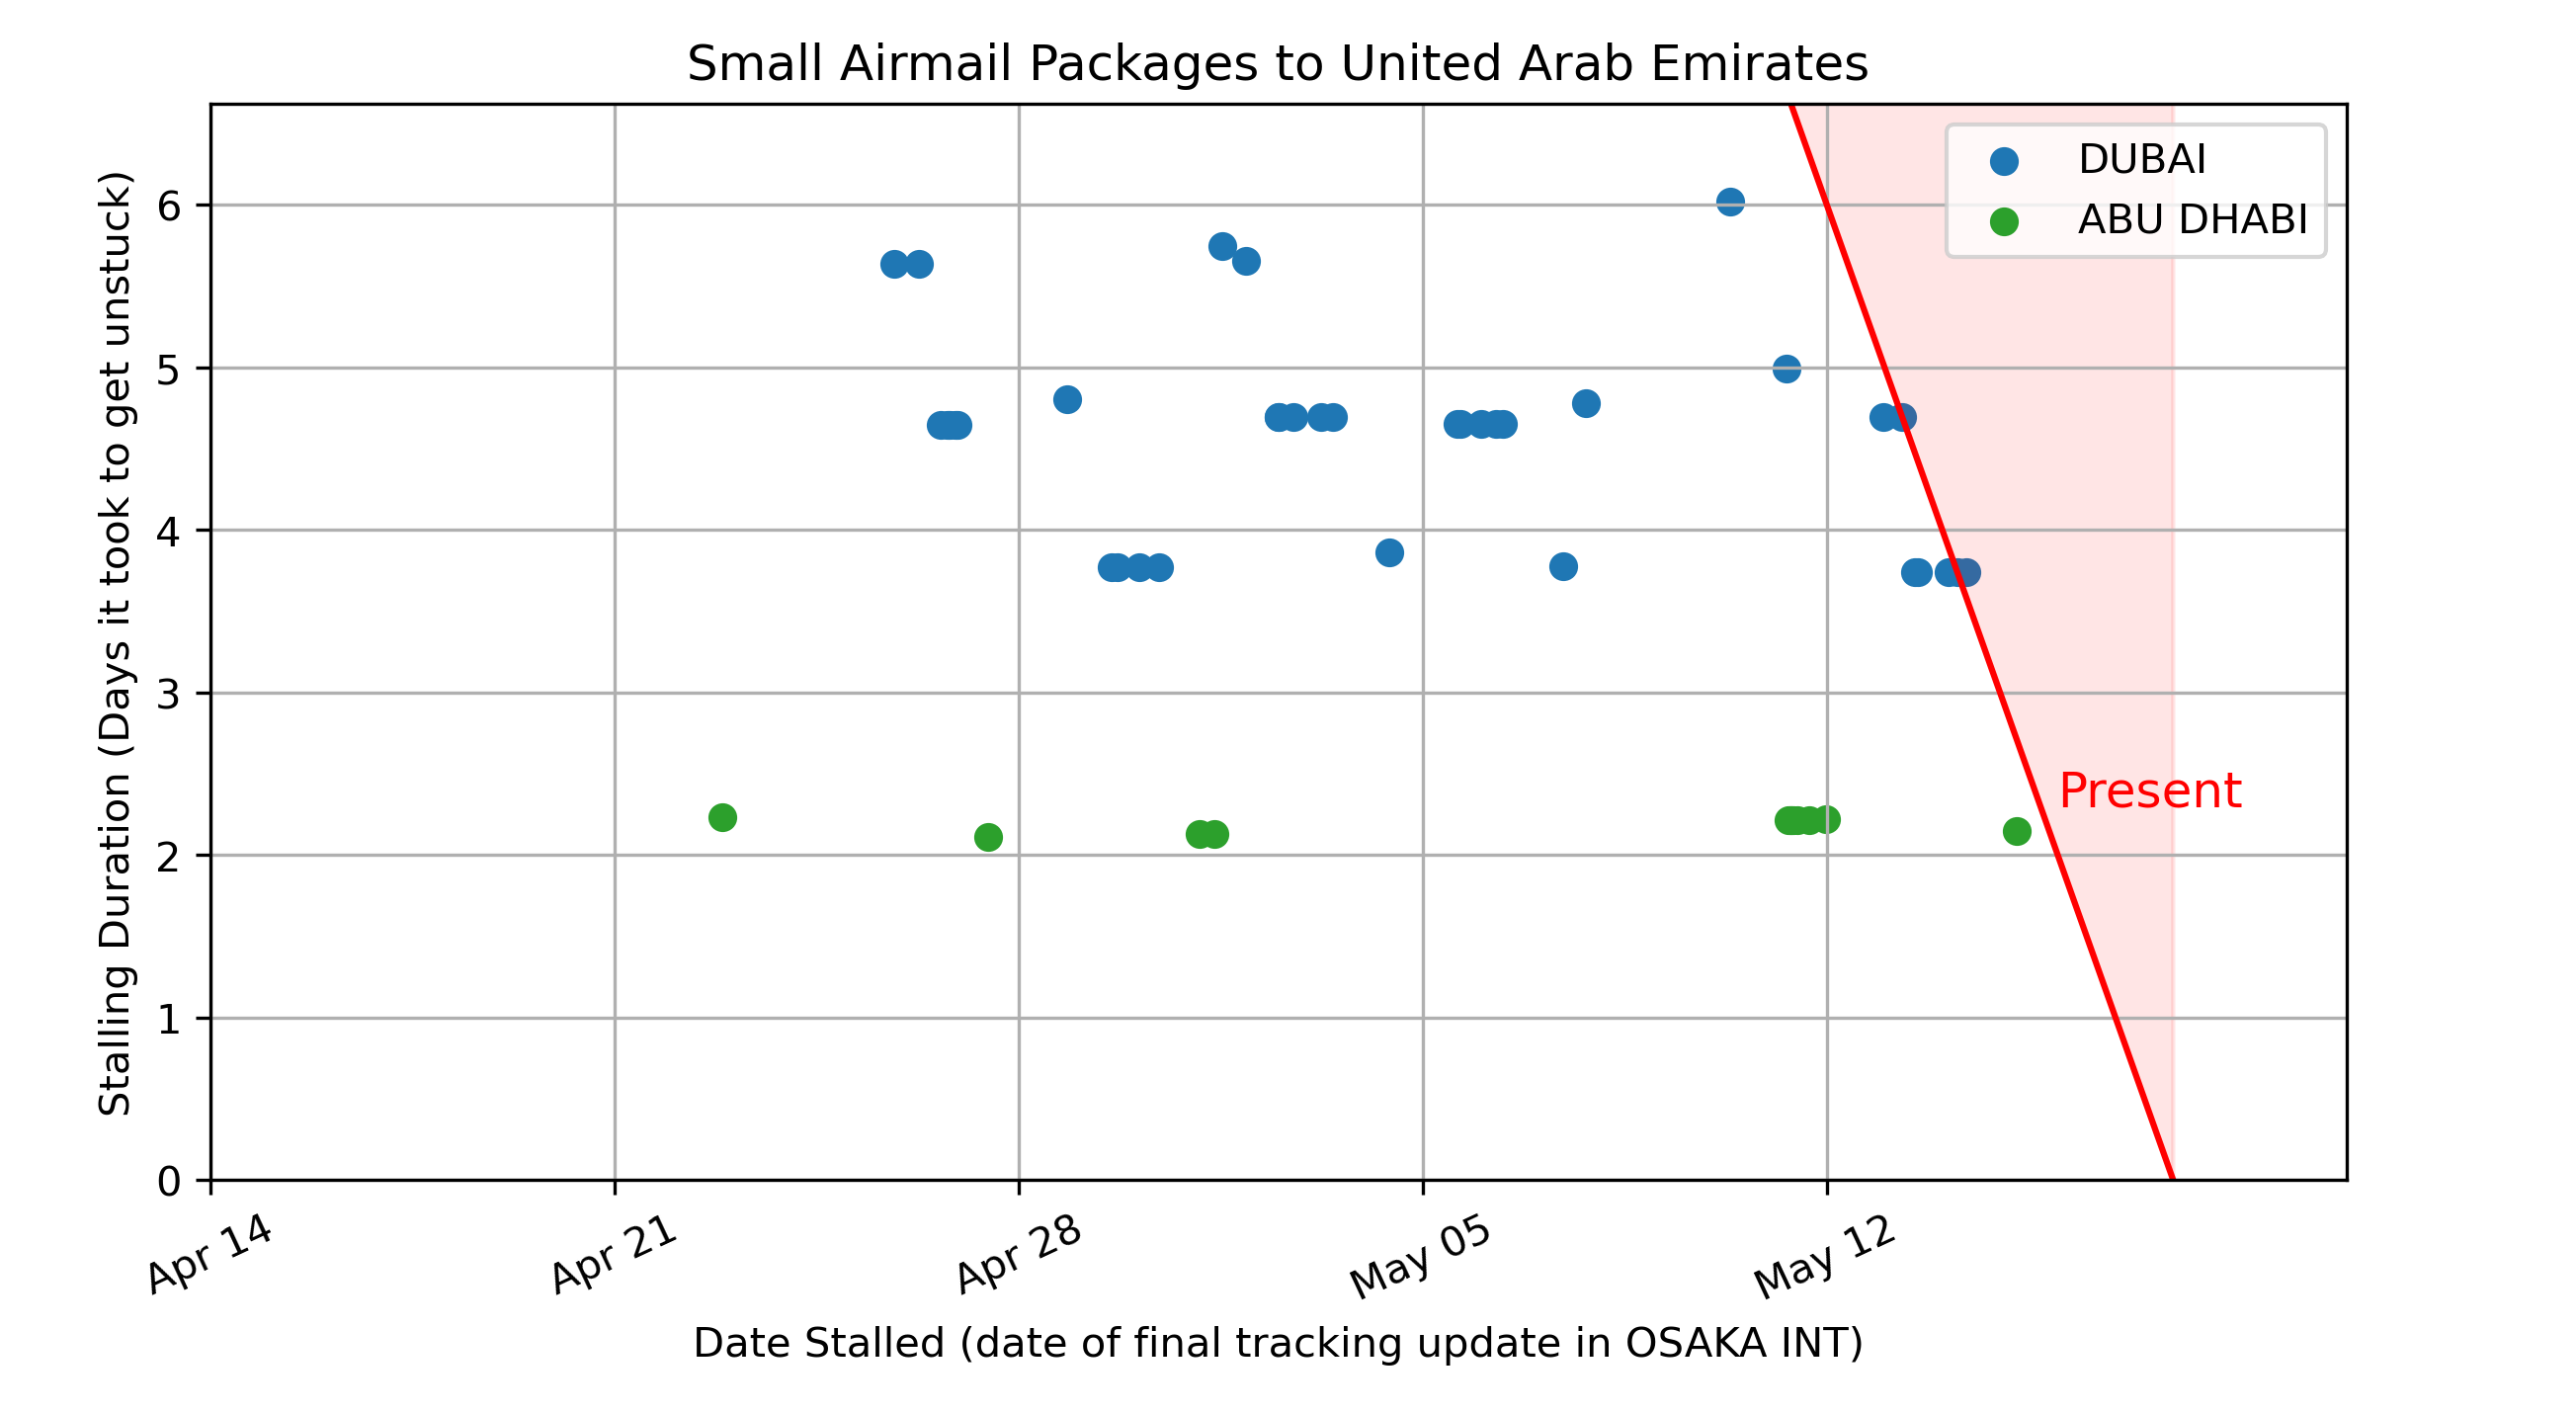 Small Airmail Packages to United Arab Emirates
DUBAI
ABU DHABI
Stalling Duration (Days it took to get unstuck)
6
5
4
3
2
1
0
Present
Apr 14
Apr 21
Apr 28
May 05
May 12
Date Stalled (date of final tracking update in OSAKA INT)